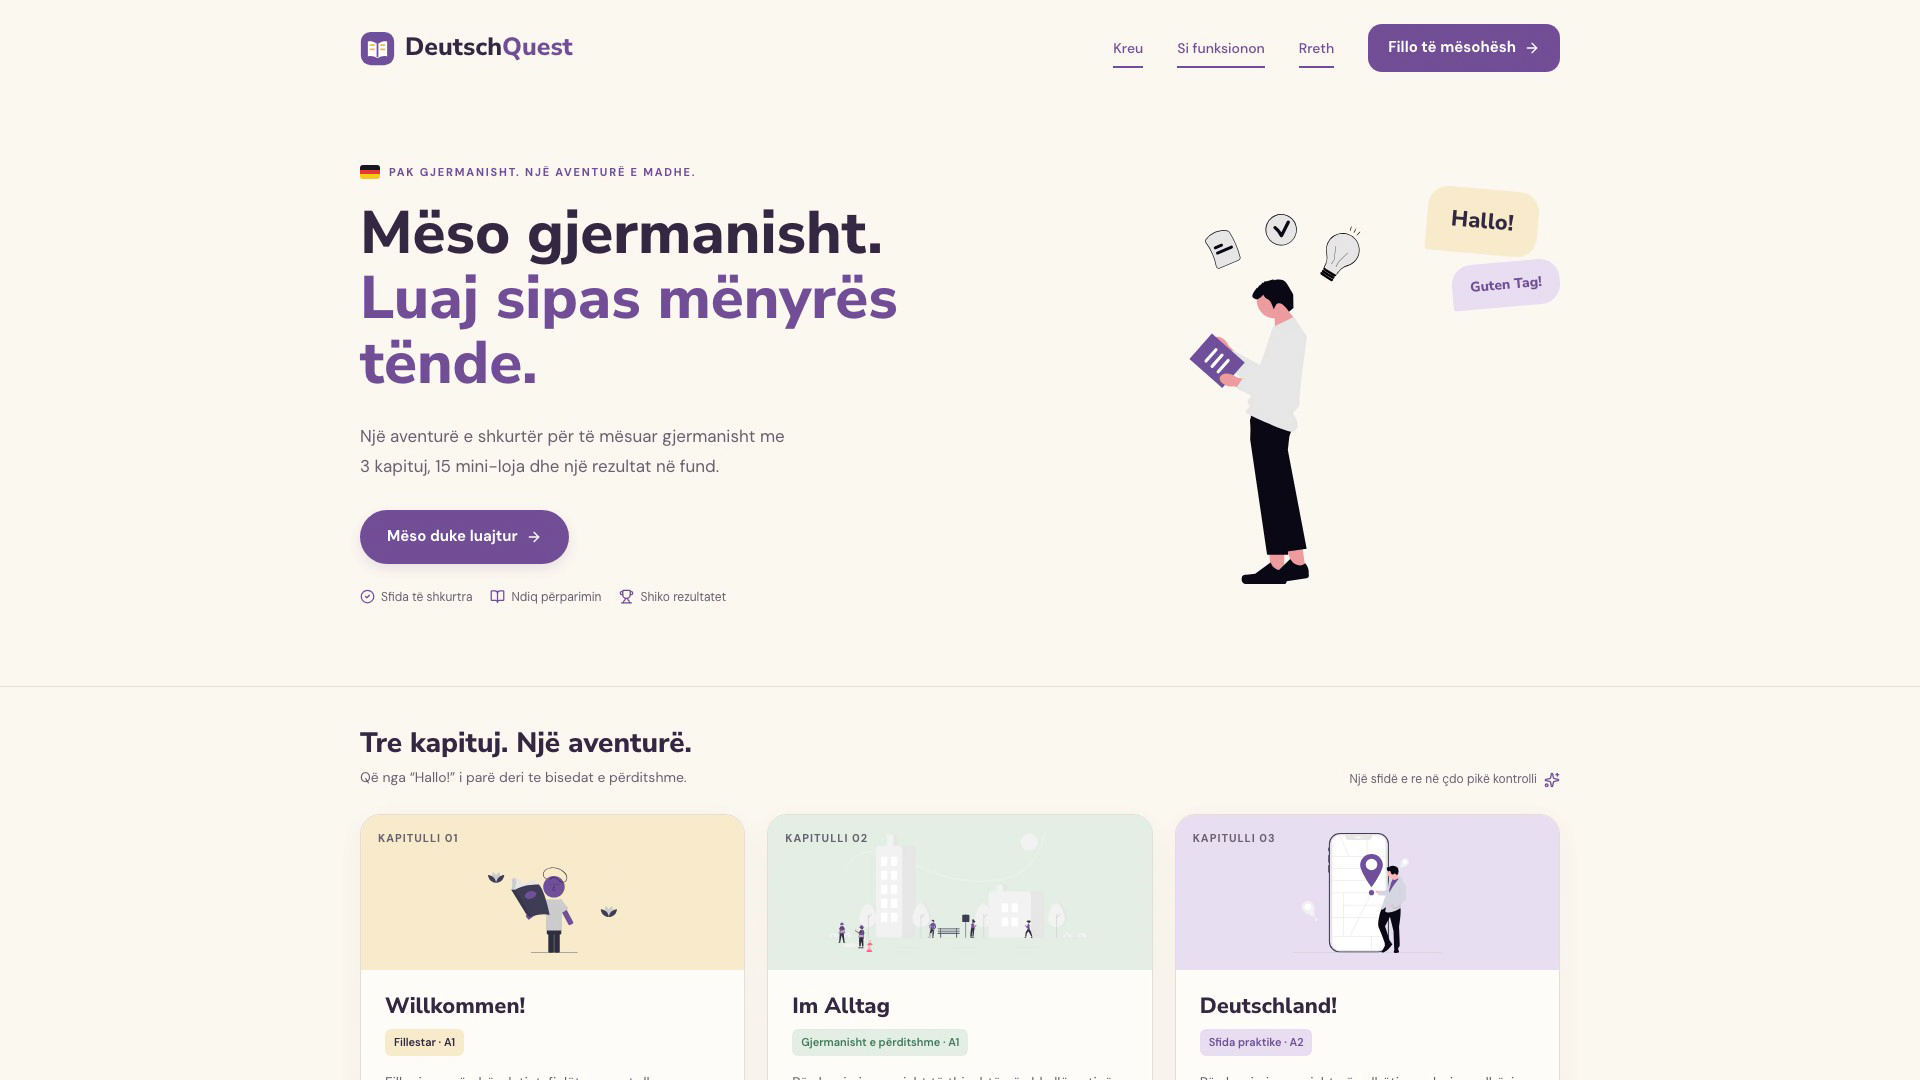 DeutschQuest
Kreu
Si funksionon
Rreth
Fillo të mësohësh
PAK GJERMANISHT. NJË AVENTURË E MADHE.
Mëso gjermanisht.
Luaj sipas mënyrës
tënde.
Një aventurë e shkurtër për të mësuar gjermanisht me
3 kapituj, 15 mini-loja dhe një rezultat në fund.
Mëso duke luajtur
Sfida të shkurtra
Ndiq përparimin
Shiko rezultatet
Hallo!
Guten Tag!
Tre kapituj. Një aventurë.
Që nga “Hallo!” i parë deri te bisedat e përditshme.
Një sfidë e re në çdo pikë kontrolli
KAPITULLI 01
Willkommen!
Fillestar · A1
KAPITULLI 02
Im Alltag
Gjermanisht e përditshme · A1
KAPITULLI 03
Deutschland!
Sfida praktike · A2